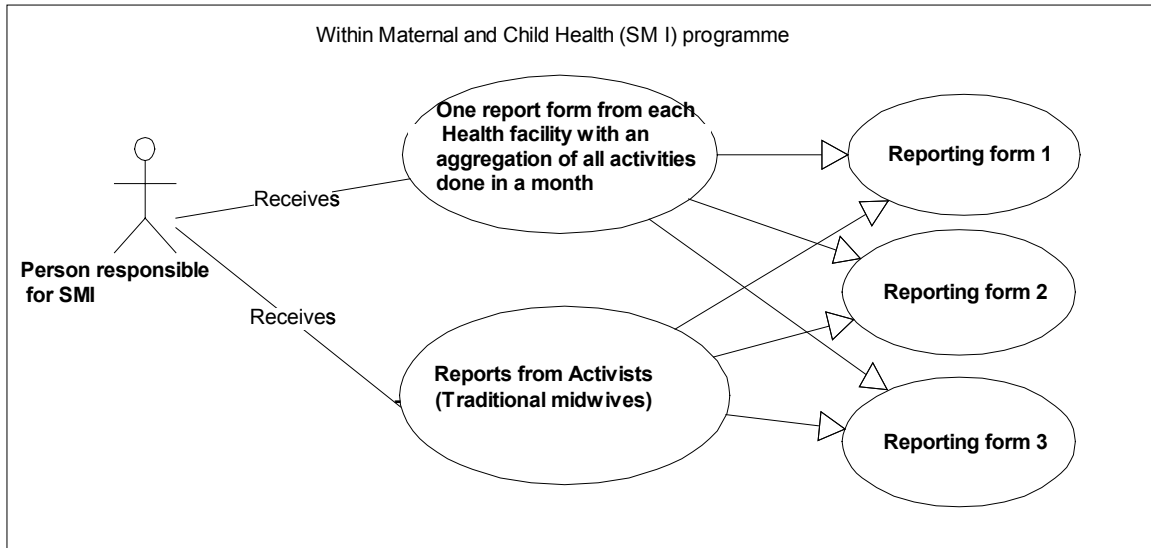 Within Maternal and Child Health (SM I) programme
One report form from each
Health facility with an
aggregation of all activities
done in a month
Reporting form 1
Receives
Person responsible
for SMI
Reporting form 2
Receives
Reports from Activists
(Traditional midwives)
Reporting form 3